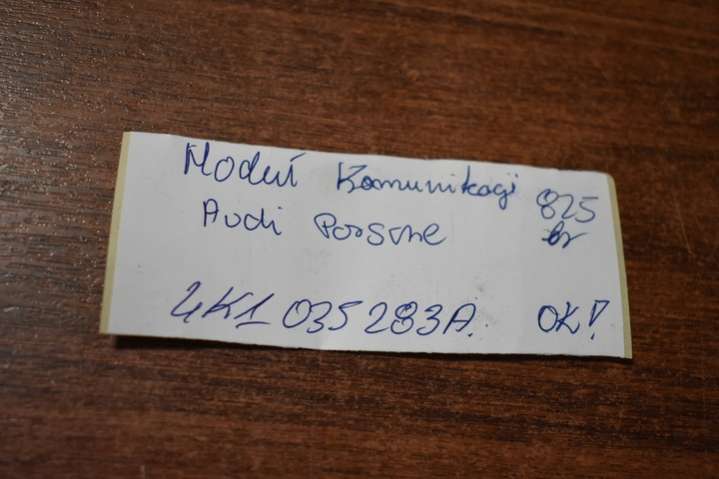 Moduł Komunikacji 825
Audi Porsche br
4K1 035 283A. OK!